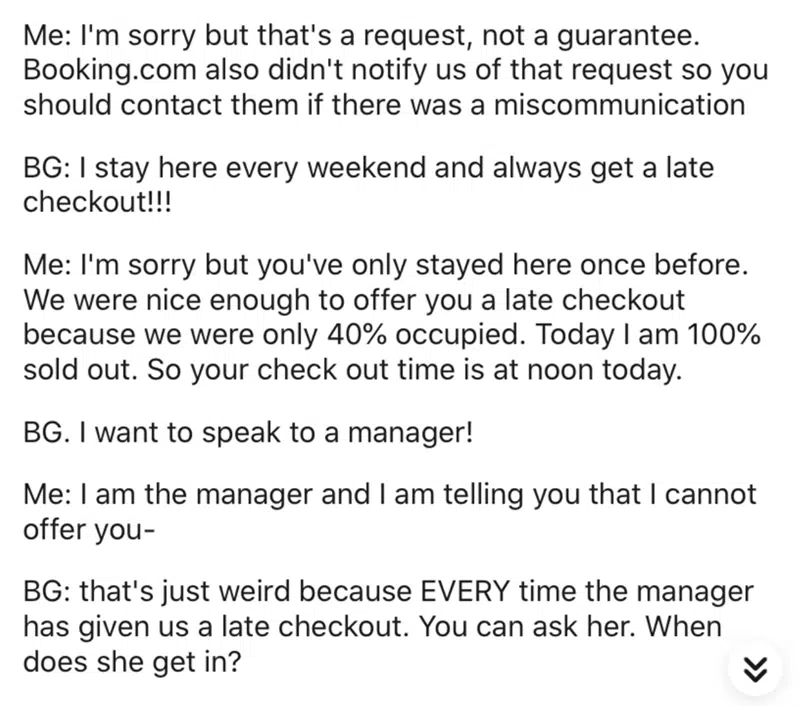 Me: I'm sorry but that's a request, not a guarantee.
Booking.com also didn't notify us of that request so you
should contact them if there was a miscommunication
BG: I stay here every weekend and always get a late
checkout!!!
Me: I'm sorry but you've only stayed here once before.
We were nice enough to offer you a late checkout
because we were only 40% occupied. Today I am 100%
sold out. So your check out time is at noon today.
BG. I want to speak to a manager!
Me: I am the manager and I am telling you that I cannot
offer you-
BG: that's just weird because EVERY time the manager
has given us a late checkout. You can ask her. When
does she get in?